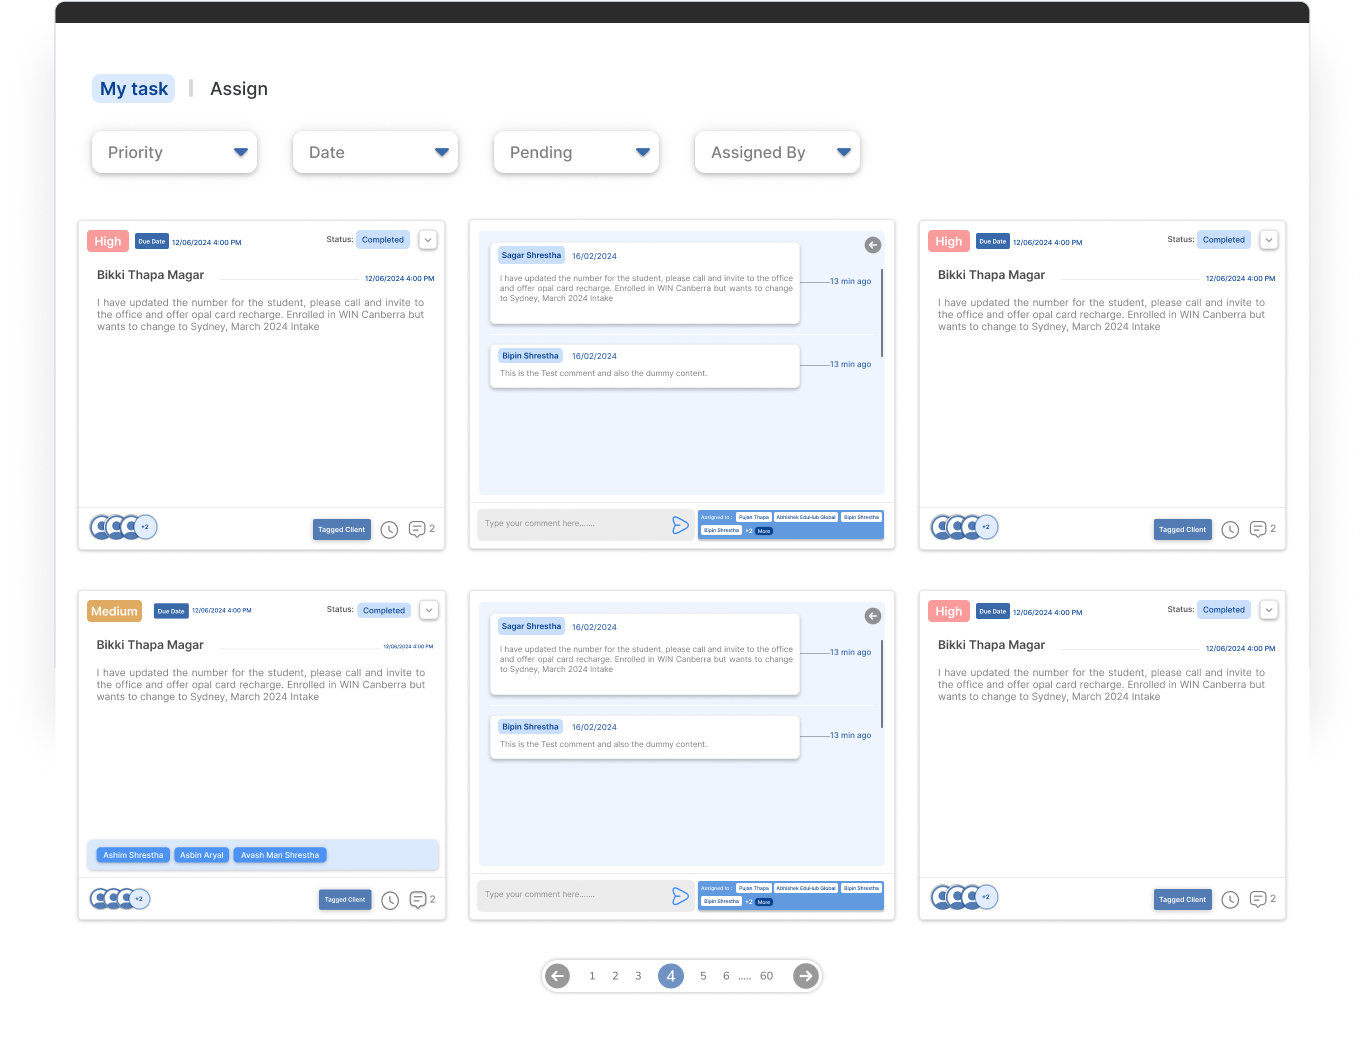 My task | Assign
Priority
Date
Pending
Assigned By
High
Due Date
12/06/2024 4:00 PM
Status:
Completed
Bikki Thapa Magar
12/06/2024 4:00 PM
I have updated the number for the student, please call and invite to
the office and offer opal card recharge. Enrolled in WIN Canberra but
wants to change to Sydney, March 2024 Intake
+2
Tagged Client
2
Sagar Shrestha
16/02/2024
I have updated the number for the student, please call and invite to the office
and offer opal card recharge. Enrolled in WIN Canberra but wants to change
to Sydney, March 2024 Intake
13 min ago
Bipin Shrestha
16/02/2024
This is the Test comment and also the dummy content.
13 min ago
Type your comment here.......
Assigned to :
Pujan Thapa
Abhishek EduHub Global
Bipin Shrestha
Bipin Shrestha
+2
More
High
Due Date
12/06/2024 4:00 PM
Status:
Completed
Bikki Thapa Magar
12/06/2024 4:00 PM
I have updated the number for the student, please call and invite to
the office and offer opal card recharge. Enrolled in WIN Canberra but
wants to change to Sydney, March 2024 Intake
+2
Tagged Client
2
Medium
Due Date
12/06/2024 4:00 PM
Status:
Completed
Bikki Thapa Magar
12/06/2024 4:00 PM
I have updated the number for the student, please call and invite to
the office and offer opal card recharge. Enrolled in WIN Canberra but
wants to change to Sydney, March 2024 Intake
Ashim Shrestha
Asbin Aryal
Avash Man Shrestha
+2
Tagged Client
2
Sagar Shrestha
16/02/2024
I have updated the number for the student, please call and invite to the office
and offer opal card recharge. Enrolled in WIN Canberra but wants to change
to Sydney, March 2024 Intake
13 min ago
Bipin Shrestha
16/02/2024
This is the Test comment and also the dummy content.
13 min ago
Type your comment here.......
Assigned to :
Pujan Thapa
Abhishek EduHub Global
Bipin Shrestha
Bipin Shrestha
+2
More
High
Due Date
12/06/2024 4:00 PM
Status:
Completed
Bikki Thapa Magar
12/06/2024 4:00 PM
I have updated the number for the student, please call and invite to
the office and offer opal card recharge. Enrolled in WIN Canberra but
wants to change to Sydney, March 2024 Intake
+2
Tagged Client
2
1 2 3 4 5 6 ..... 60